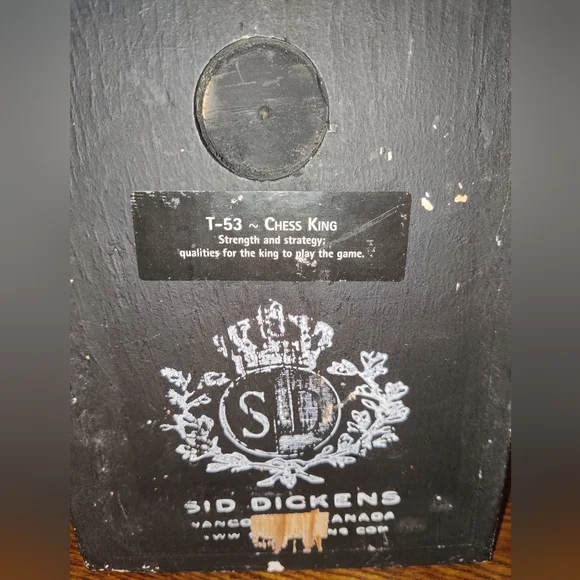 T-53 ~ CHESS KING
Strength and strategy;
qualities for the king to play the game.
SD
SID DICKENS